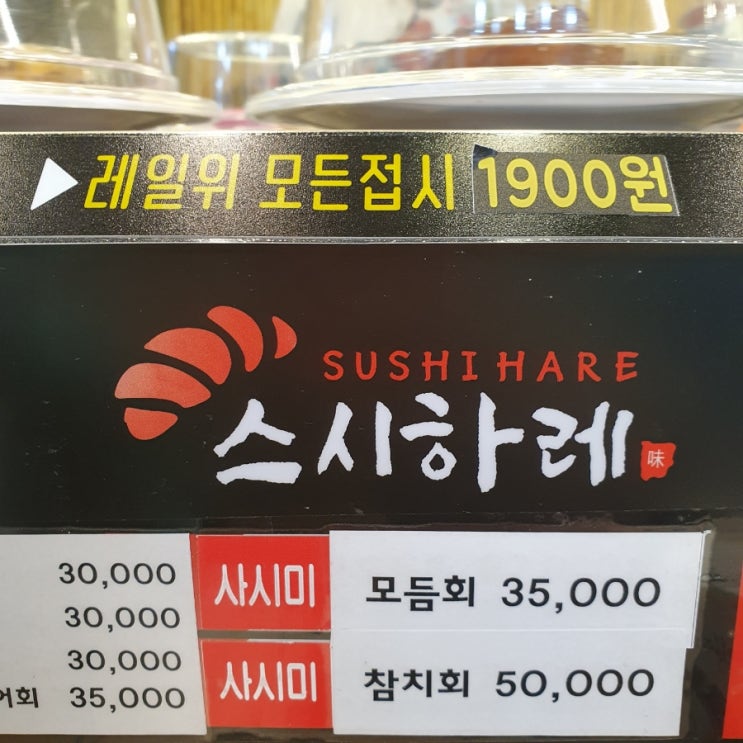 ▶레일위 모든접시 1900원
SUSHI HARE
스시하레
味
30,000
30,000
30,000
35,000
사시미 모듬회 35,000
사시미 참치회 50,000